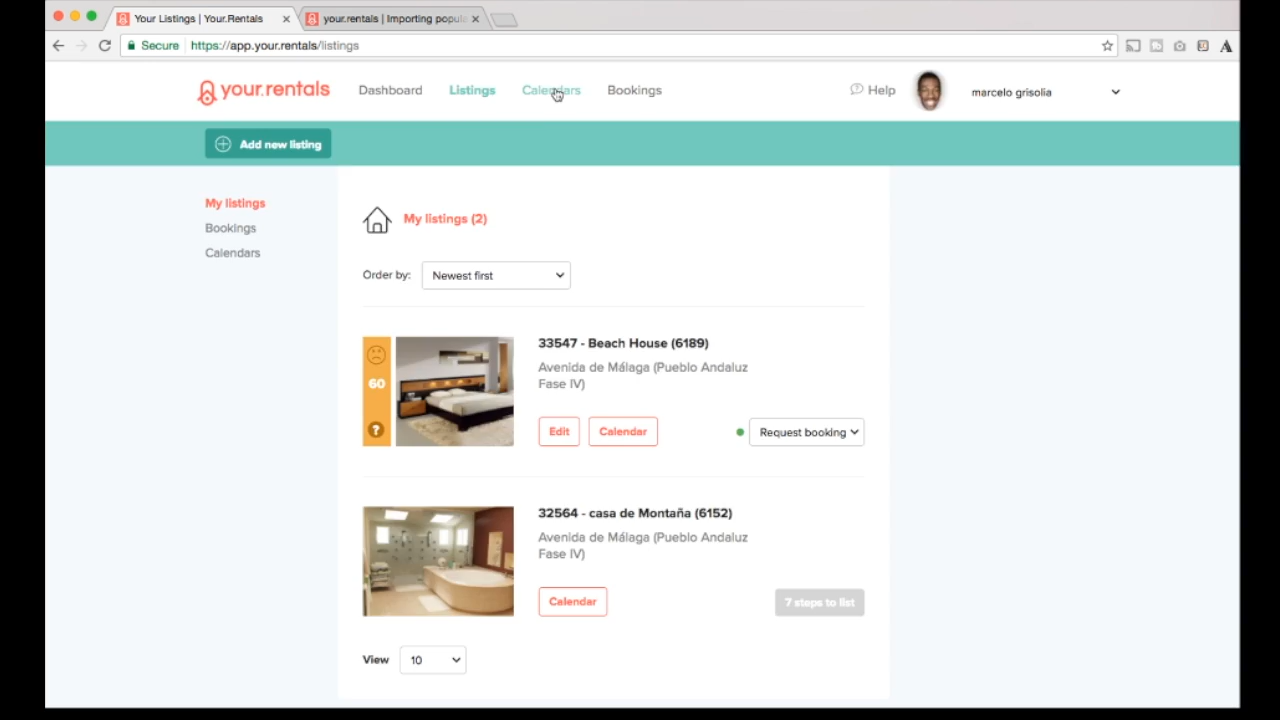 Your Listings | Your.Rentals
your.rentals | Importing popula
Secure https://app.your.rentals/listings
your.rentals Dashboard Listings Calendars Bookings Help marcelo grisolia
Add new listing
My listings
Bookings
Calendars
My listings (2)
Order by: Newest first
33547 - Beach House (6189)
Avenida de Málaga (Pueblo Andaluz
Fase IV)
60
?
Edit Calendar Request booking
32564 - casa de Montaña (6152)
Avenida de Málaga (Pueblo Andaluz
Fase IV)
Calendar 7 steps to list
View 10